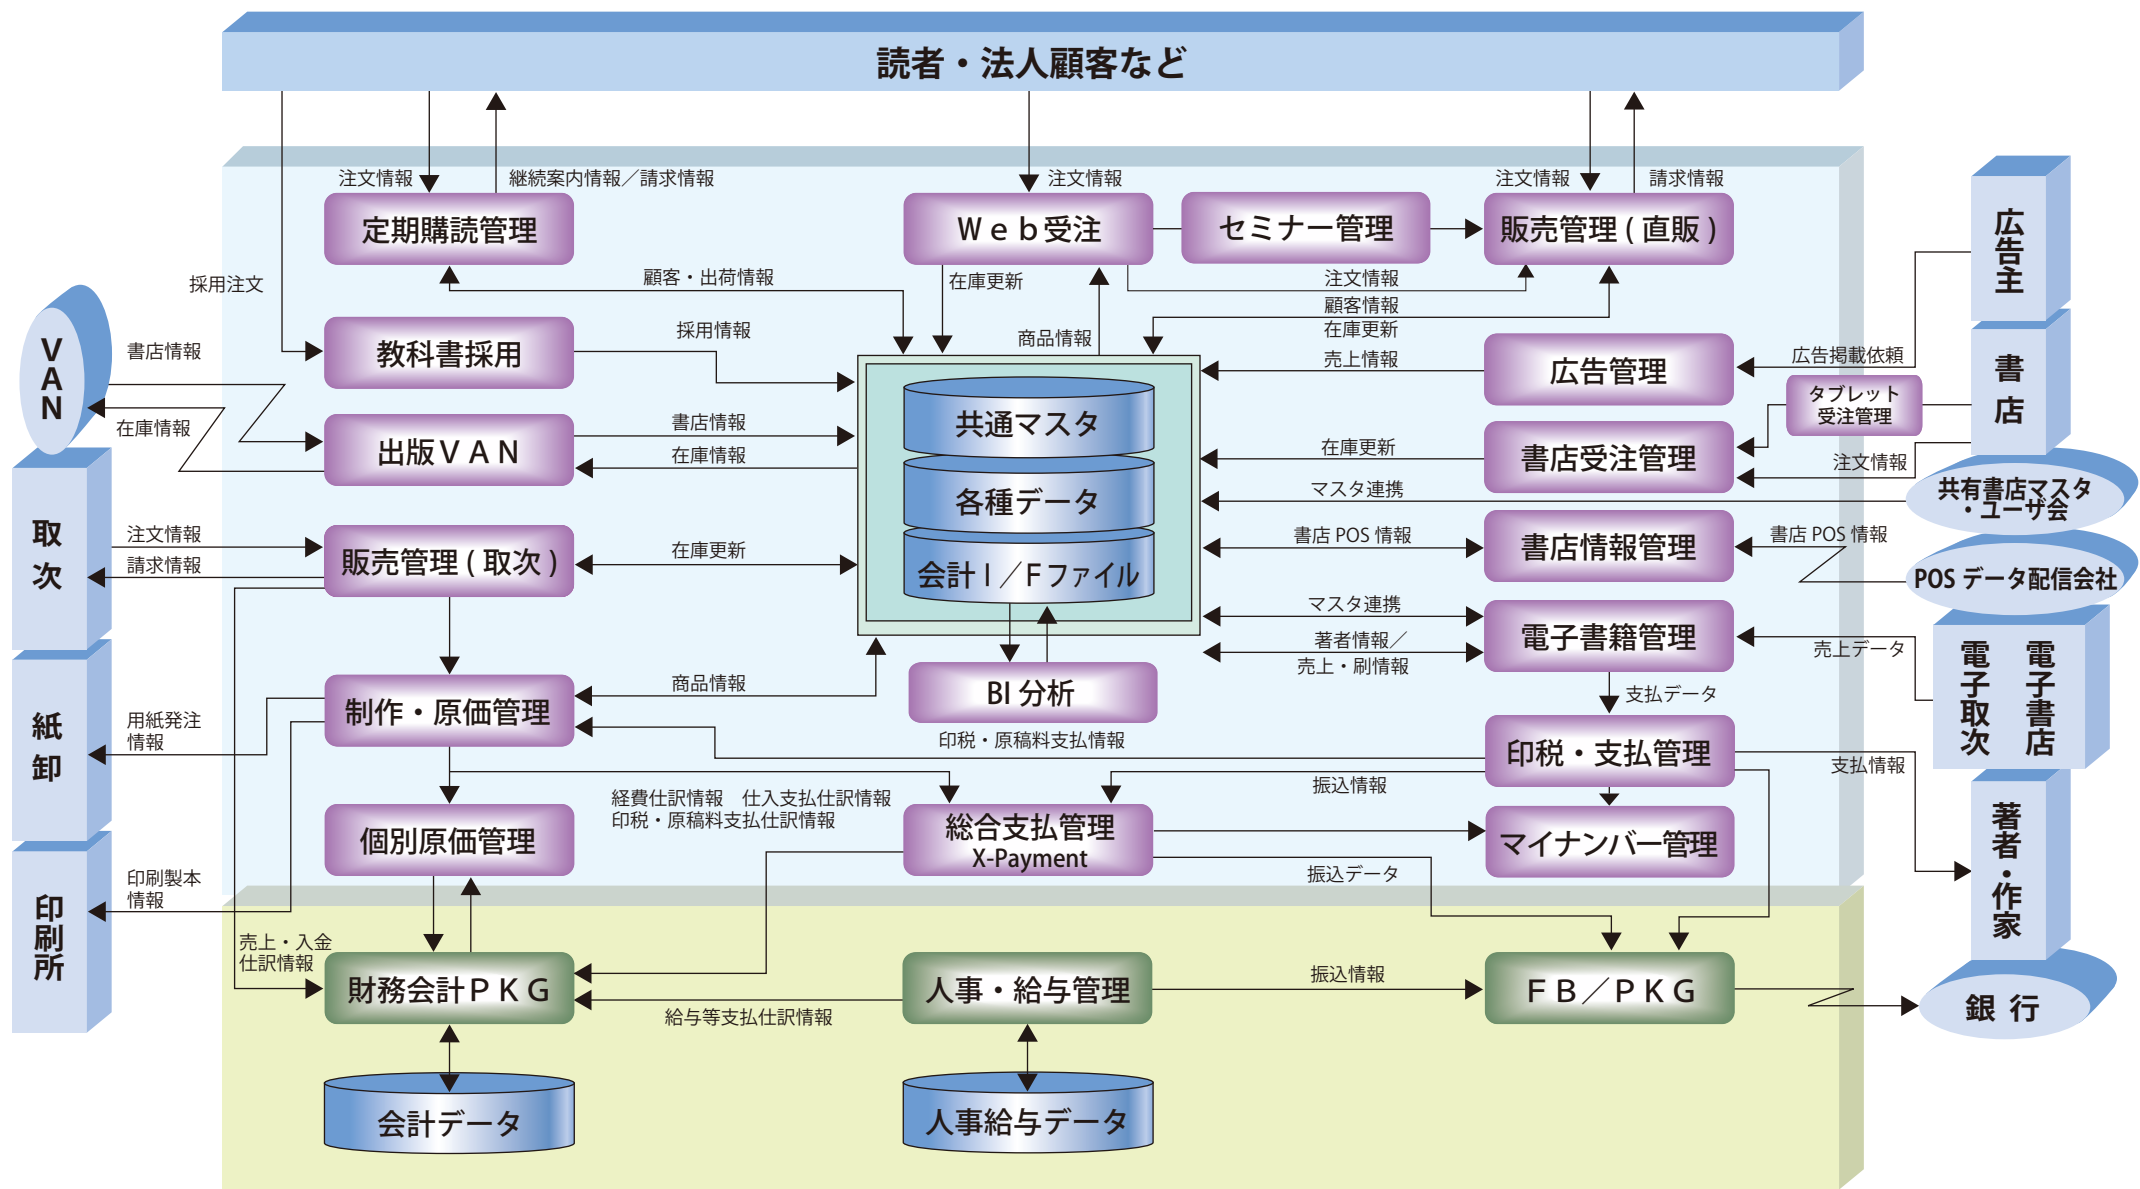 読者・法人顧客など
注文情報
継続案内情報／請求情報
注文情報
注文情報
請求情報
定期購読管理
Ｗｅｂ受注
セミナー管理
販売管理(直販)
広告主
採用注文
顧客・出荷情報
在庫更新
注文情報
顧客情報
在庫更新
商品情報
採用情報
書店情報
VAN
教科書採用
売上情報
広告管理
広告掲載依頼
書店
タブレット
受注管理
共通マスタ
在庫情報
出版ＶＡＮ
書店情報
在庫情報
在庫更新
書店受注管理
注文情報
各種データ
マスタ連携
共有書店マスタ
・ユーザ会
取次
注文情報
請求情報
販売管理(取次)
在庫更新
会計Ｉ／Ｆファイル
書店 POS 情報
書店情報管理
書店 POS 情報
POS データ配信会社
マスタ連携
著者情報／
売上・刷情報
電子書籍管理
売上データ
電子取次
電子書店
支払データ
制作・原価管理
商品情報
BI 分析
印税・原稿料支払情報
印税・支払管理
支払情報
紙卸
用紙発注
情報
振込情報
経費仕訳情報　仕入支払仕訳情報
印税・原稿料支払仕訳情報
個別原価管理
総合支払管理
X-Payment
マイナンバー管理
著者・作家
印刷製本
情報
振込データ
印刷所
売上・入金
仕訳情報
財務会計ＰＫＧ
人事・給与管理
振込情報
ＦＢ／ＰＫＧ
銀行
給与等支払仕訳情報
会計データ
人事給与データ